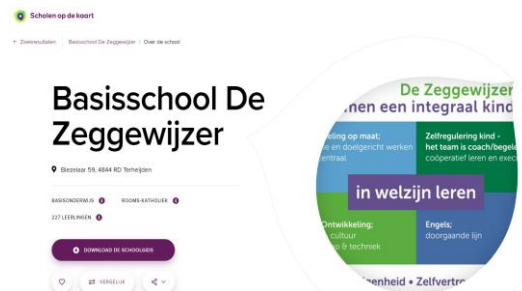 Scholen op de kaart
← Zoekresultaten Basisschool De Zeggewijzer Over de school
Basisschool De
Zeggewijzer
Bieslaar 59, 4844 RD Terheijden
BASISONDERWIJS ROOMS-KATHOLIEK
227 LEERLINGEN
DOWNLOAD DE SCHOOLGIDS
VERGELIJK
De Zeggewijzer
men een integraal kind
eling op maat;
e en doelgericht werken
entraal
Zelfregulering kind -
het team is coach/begele
coöperatief leren en exec
in welzijn leren
Ontwikkeling;
cultuur
o & techniek
Engels;
doorgaande lijn
enheid • Zelfvertro